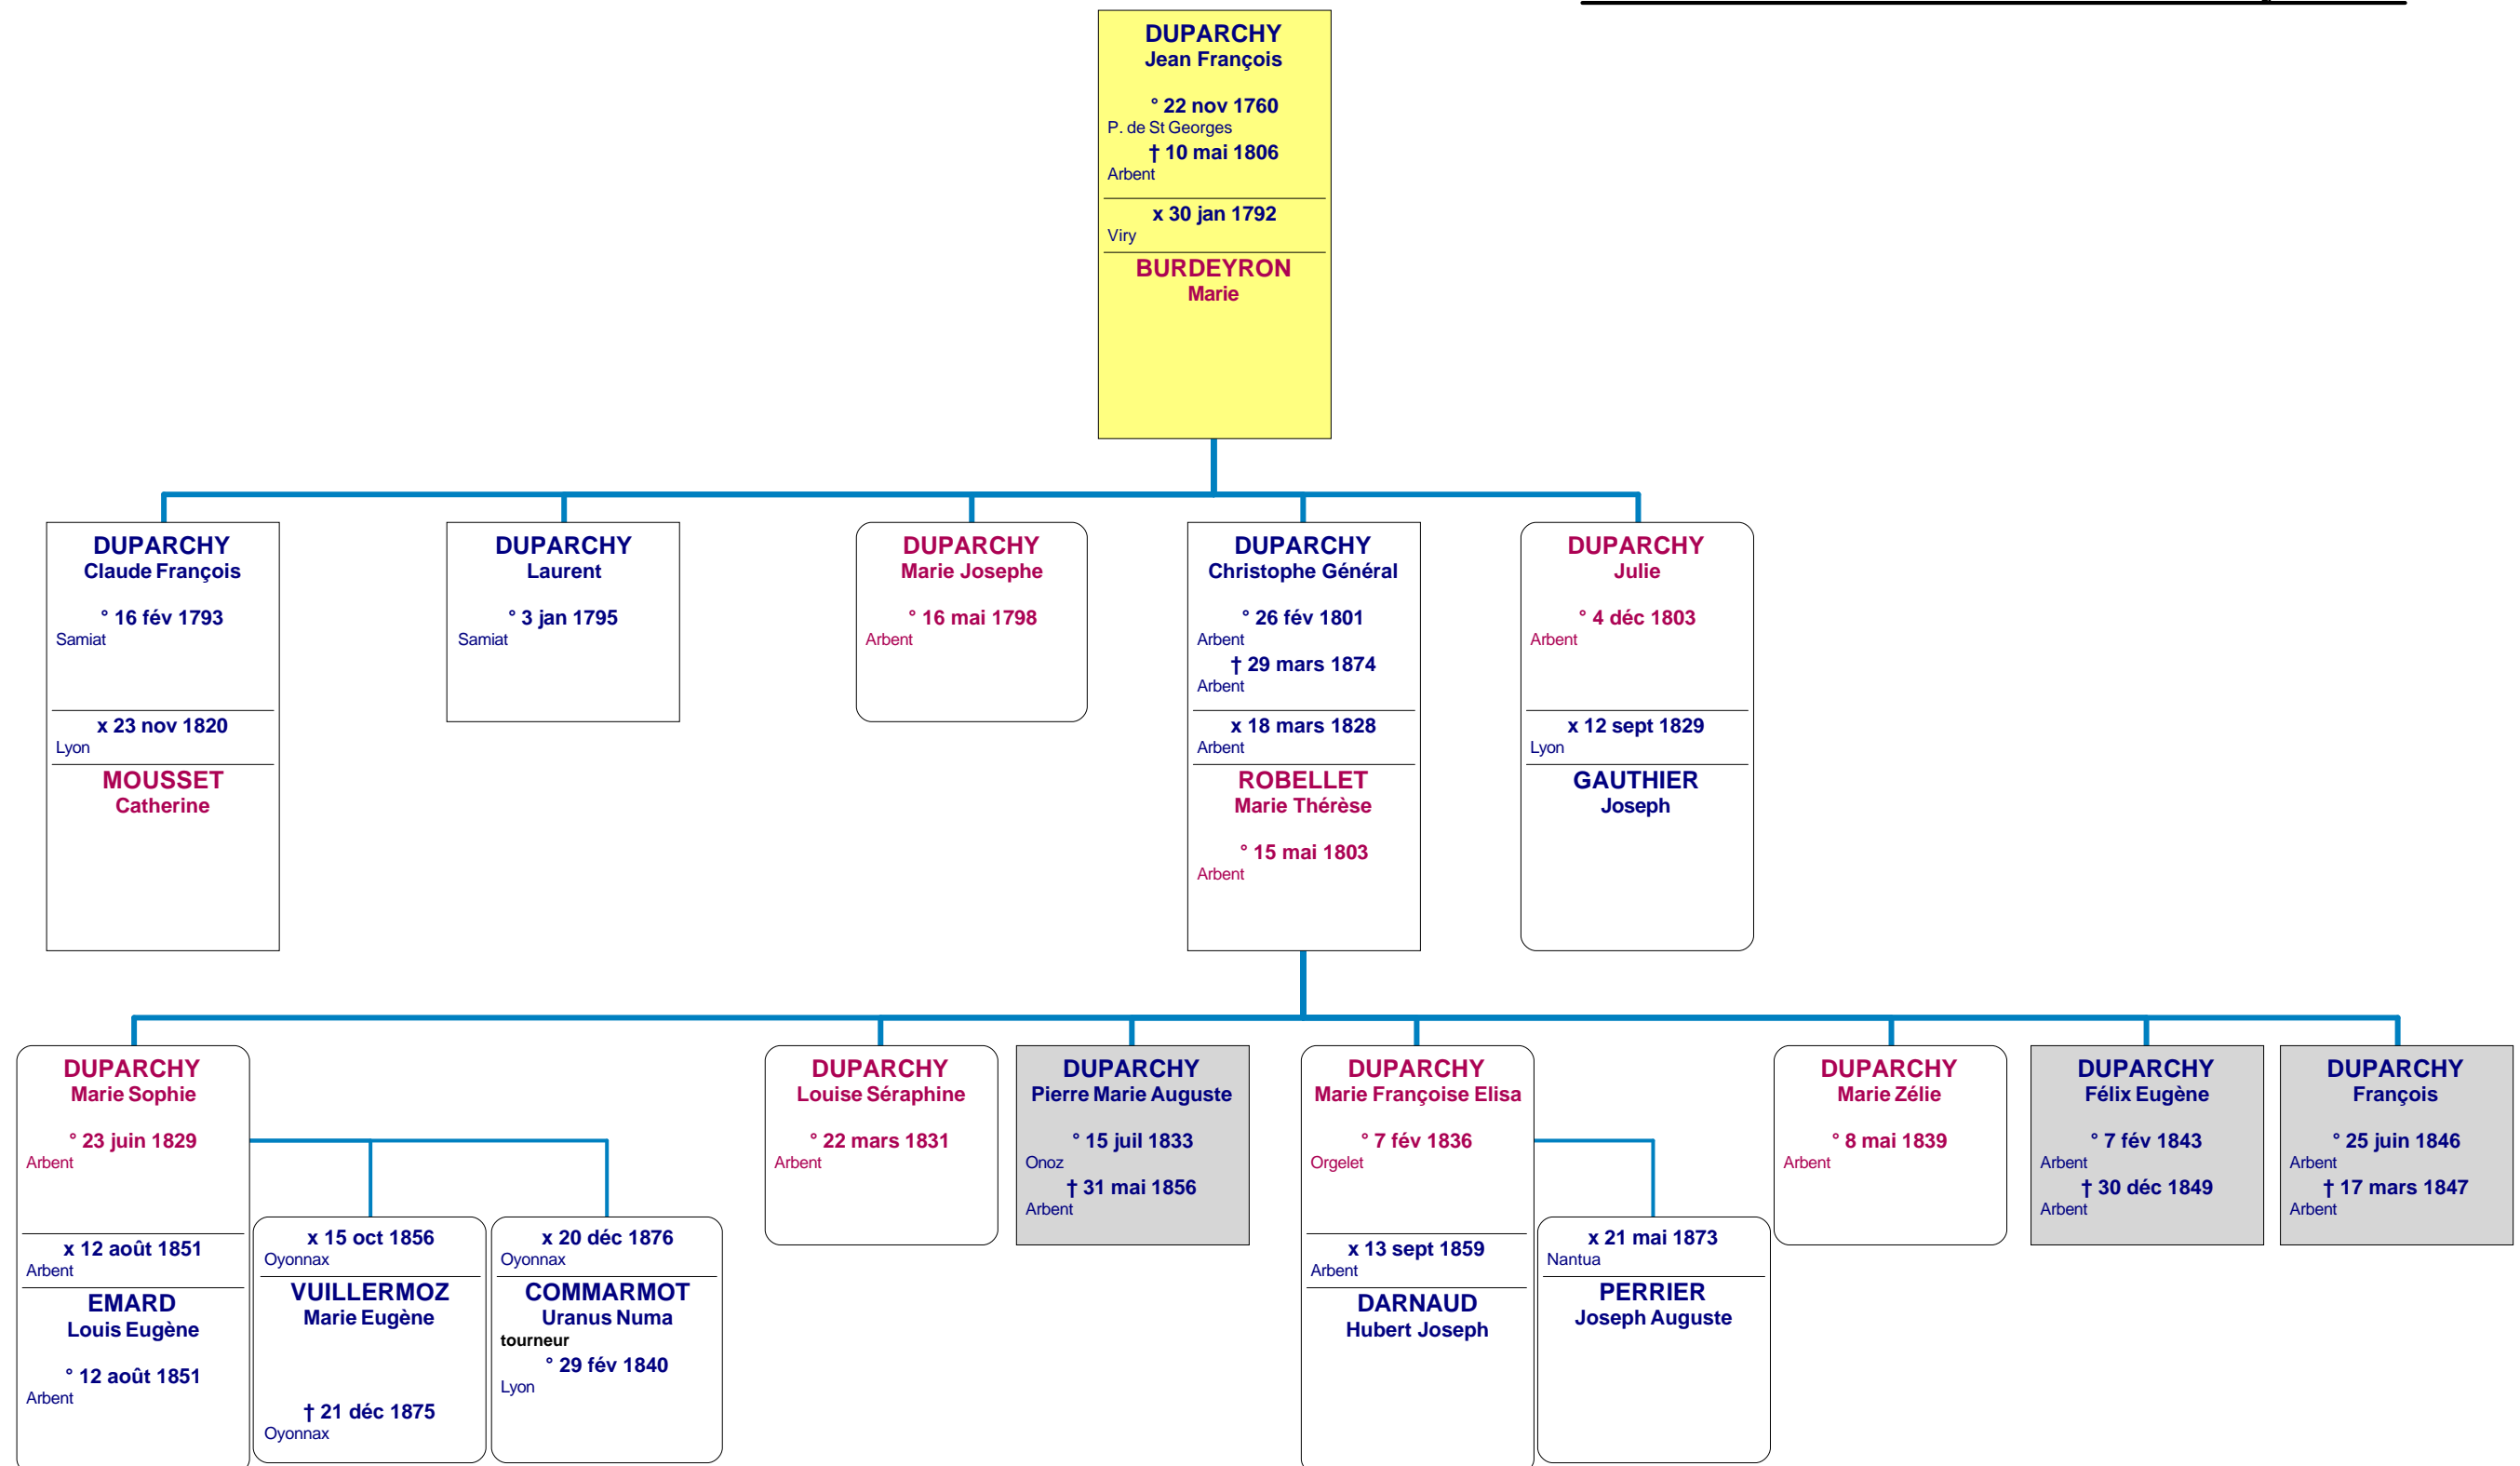 DUPARCHY
Jean François
° 22 nov 1760
P. de St Georges
† 10 mai 1806
Arbent
x 30 jan 1792
Viry
BURDEYRON
Marie
DUPARCHY
Claude François
° 16 fév 1793
Samiat
x 23 nov 1820
Lyon
MOUSSET
Catherine
DUPARCHY
Laurent
° 3 jan 1795
Samiat
DUPARCHY
Marie Josephe
° 16 mai 1798
Arbent
DUPARCHY
Christophe Général
° 26 fév 1801
Arbent
† 29 mars 1874
Arbent
x 18 mars 1828
Arbent
ROBELLET
Marie Thérèse
° 15 mai 1803
Arbent
DUPARCHY
Julie
° 4 déc 1803
Arbent
x 12 sept 1829
Lyon
GAUTHIER
Joseph
DUPARCHY
Marie Sophie
° 23 juin 1829
Arbent
x 12 août 1851
Arbent
EMARD
Louis Eugène
° 12 août 1851
Arbent
x 15 oct 1856
Oyonnax
VUILLERMOZ
Marie Eugène
† 21 déc 1875
Oyonnax
x 20 déc 1876
Oyonnax
COMMARMOT
Uranus Numa
tourneur
° 29 fév 1840
Lyon
DUPARCHY
Louise Séraphine
° 22 mars 1831
Arbent
DUPARCHY
Pierre Marie Auguste
° 15 juil 1833
Onoz
† 31 mai 1856
Arbent
DUPARCHY
Marie Françoise Elisa
° 7 fév 1836
Orgelet
x 13 sept 1859
Arbent
DARNAUD
Hubert Joseph
x 21 mai 1873
Nantua
PERRIER
Joseph Auguste
DUPARCHY
Marie Zélie
° 8 mai 1839
Arbent
DUPARCHY
Félix Eugène
° 7 fév 1843
Arbent
† 30 déc 1849
Arbent
DUPARCHY
François
° 25 juin 1846
Arbent
† 17 mars 1847
Arbent